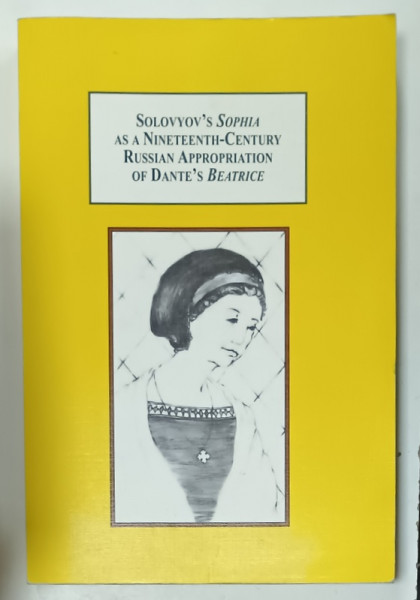 Solovyov's Sophia
as a Nineteenth-Century
Russian Appropriation
of Dante's Beatrice